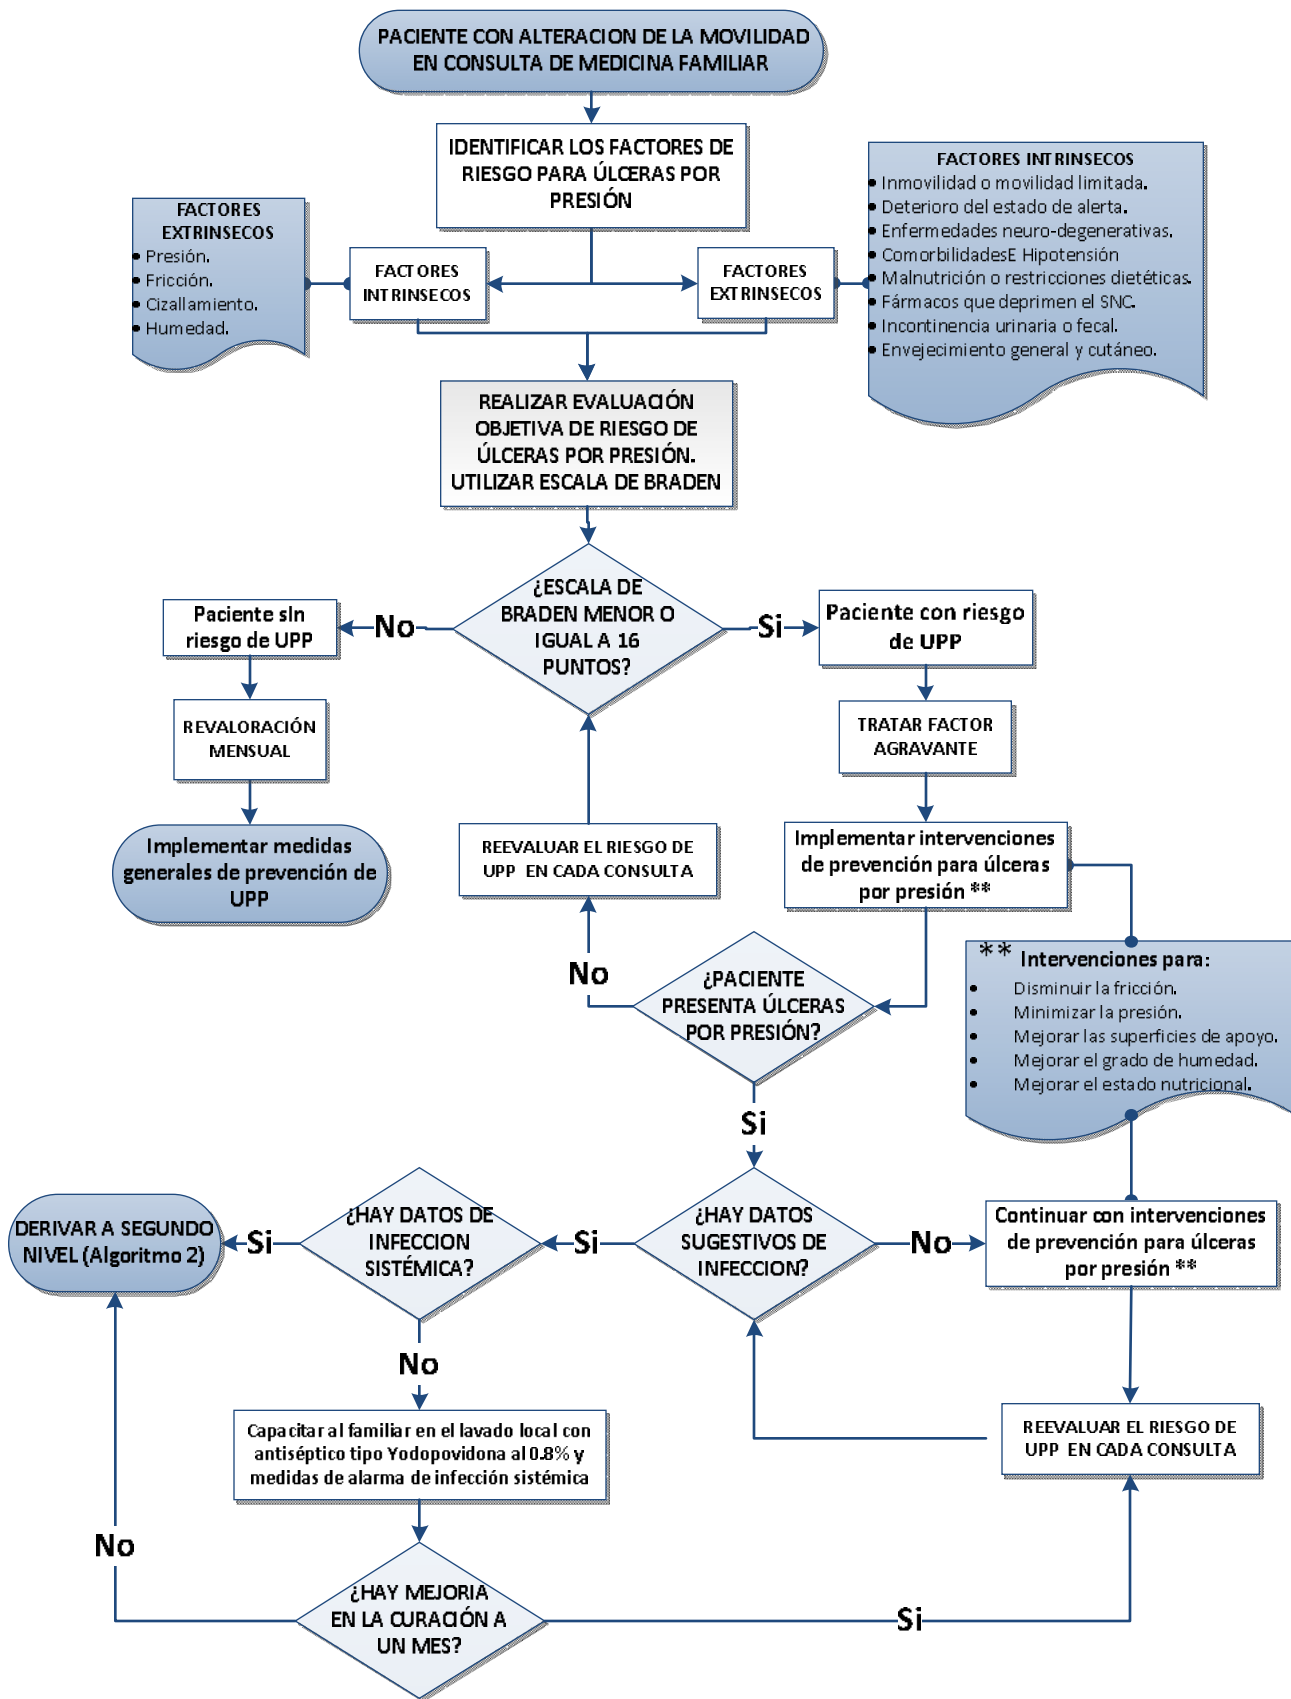 PACIENTE CON ALTERACION DE LA MOVILIDAD
EN CONSULTA DE MEDICINA FAMILIAR
IDENTIFICAR LOS FACTORES DE
RIESGO PARA ÚLCERAS POR
PRESIÓN
FACTORES
EXTRINSECOS
• Presión.
• Fricción.
• Cizallamiento.
• Humedad.
FACTORES
INTRINSECOS
FACTORES
EXTRINSECOS
FACTORES INTRINSECOS
• Inmovilidad o movilidad limitada.
• Deterioro del estado de alerta.
• Enfermedades neuro-degenerativas.
• ComorbilidadesE Hipotensión
• Malnutrición o restricciones dietéticas.
• Fármacos que deprimen el SNC.
• Incontinencia urinaria o fecal.
• Envejecimiento general y cutáneo.
REALIZAR EVALUACIÓN
OBJETIVA DE RIESGO DE
ÚLCERAS POR PRESIÓN.
UTILIZAR ESCALA DE BRADEN
¿ESCALA DE
BRADEN MENOR O
IGUAL A 16
PUNTOS?
No
Si
Paciente sin
riesgo de UPP
REVALORACIÓN
MENSUAL
Implementar medidas
generales de prevención de
UPP
Paciente con riesgo
de UPP
TRATAR FACTOR
AGRAVANTE
Implementar intervenciones
de prevención para úlceras
por presión **
REEVALUAR EL RIESGO DE
UPP EN CADA CONSULTA
No
¿PACIENTE
PRESENTA ÚLCERAS
POR PRESIÓN?
** Intervenciones para:
• Disminuir la fricción.
• Minimizar la presión.
• Mejorar las superficies de apoyo.
• Mejorar el grado de humedad.
• Mejorar el estado nutricional.
Si
DERIVAR A SEGUNDO
NIVEL (Algoritmo 2)
Si
¿HAY DATOS DE
INFECCION
SISTÉMICA?
Si
¿HAY DATOS
SUGESTIVOS DE
INFECCION?
No
Continuar con intervenciones
de prevención para úlceras
por presión **
No
Capacitar al familiar en el lavado local con
antiséptico tipo Yodopovidona al 0.8% y
medidas de alarma de infección sistémica
REEVALUAR EL RIESGO DE
UPP EN CADA CONSULTA
No
¿HAY MEJORIA
EN LA CURACIÓN A
UN MES?
Si